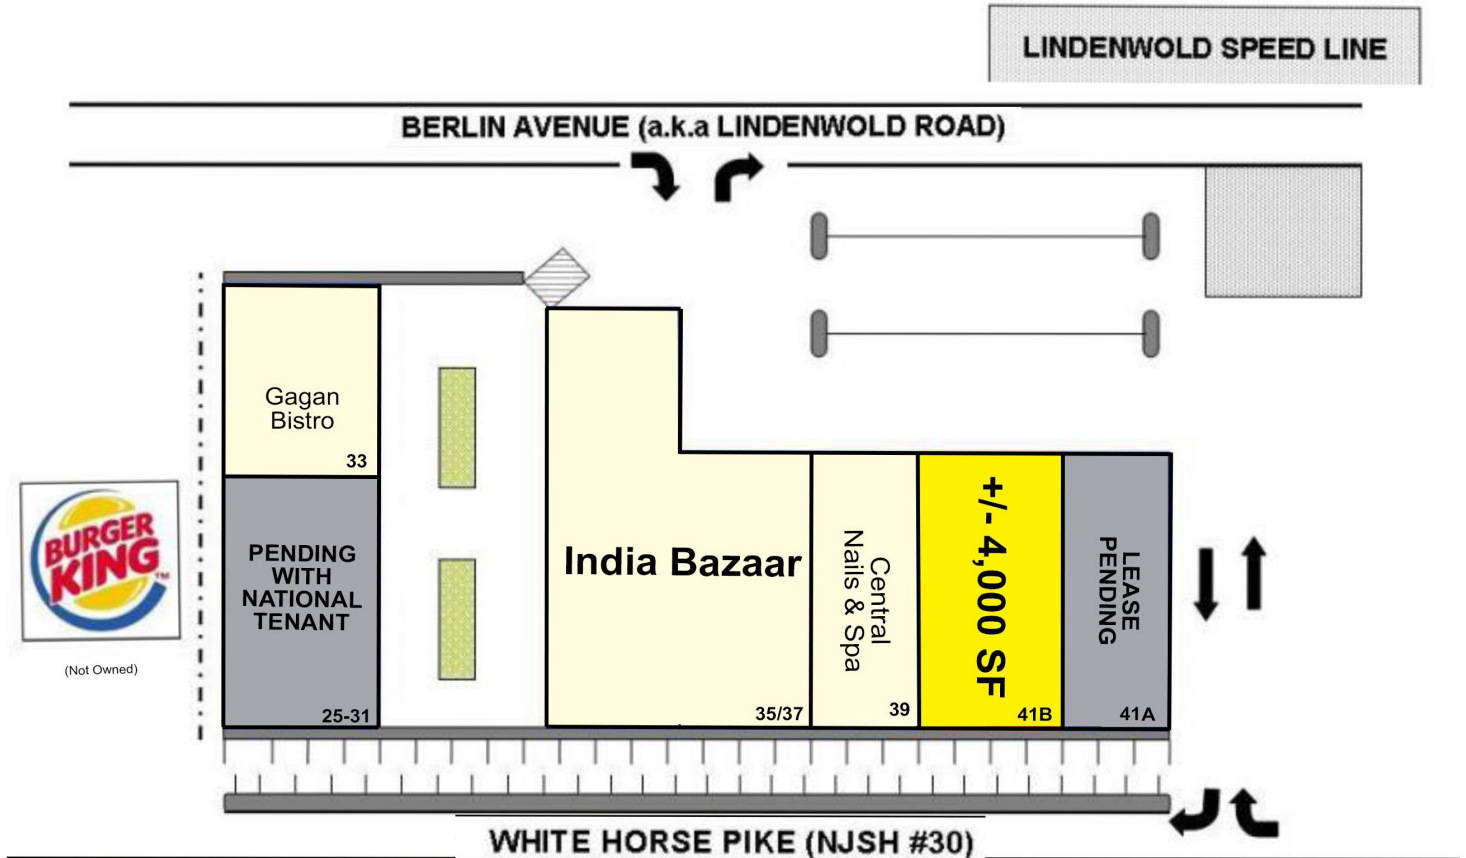 LINDENWOLD SPEED LINE
BERLIN AVENUE (a.k.a LINDENWOLD ROAD)
Gagan
Bistro
33
BURGER
KING
TM
(Not Owned)
PENDING
WITH
NATIONAL
TENANT
25-31
India Bazaar
35/37
Central
Nails & Spa
39
+/- 4,000 SF
41B
LEASE
PENDING
41A
WHITE HORSE PIKE (NJSH #30)